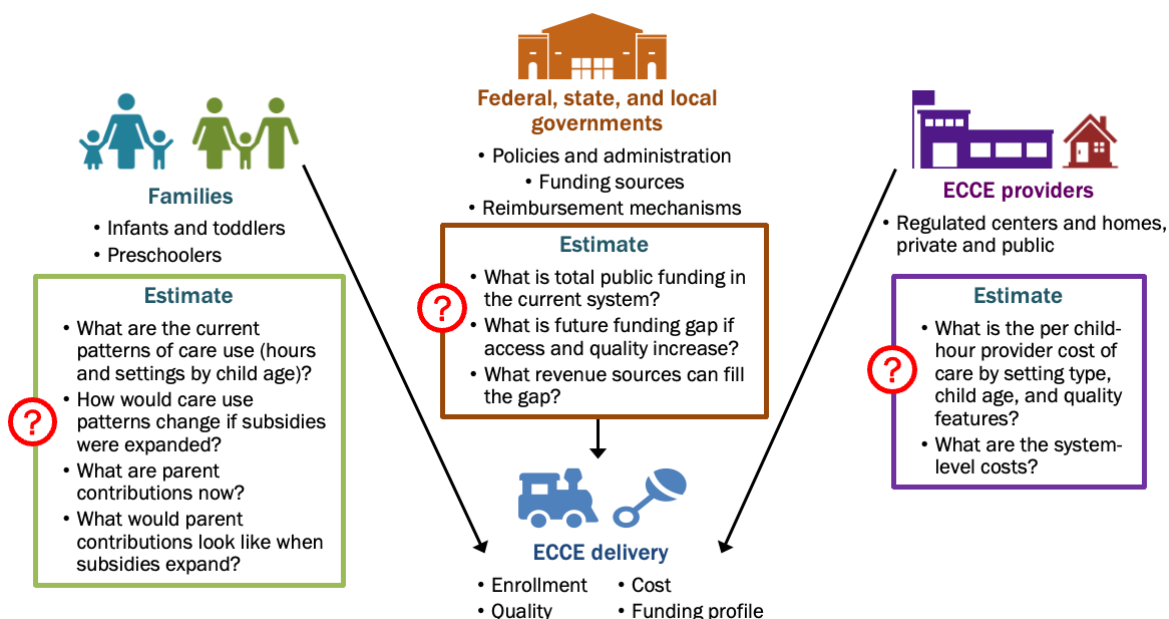 Families
• Infants and toddlers
• Preschoolers
Estimate
?
• What are the current
patterns of care use (hours
and settings by child age)?
• How would care use
patterns change if subsidies
were expanded?
• What are parent
contributions now?
• What would parent
contributions look like when
subsidies expand?
Federal, state, and local
governments
• Policies and administration
• Funding sources
• Reimbursement mechanisms
Estimate
?
• What is total public funding in
the current system?
• What is future funding gap if
access and quality increase?
• What revenue sources can fill
the gap?
ECCE providers
• Regulated centers and homes,
private and public
Estimate
?
• What is the per child-
hour provider cost of
care by setting type,
child age, and quality
features?
• What are the system-
level costs?
ECCE delivery
• Enrollment • Cost
• Quality • Funding profile